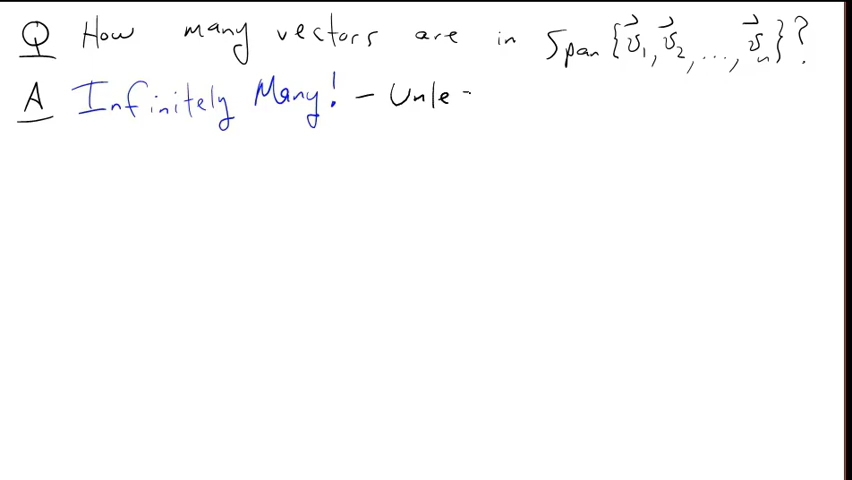 Q How many vectors are in Span {v⃗₁, v⃗₂, ..., v⃗ₙ}?
A Infinitely Many! - Unle